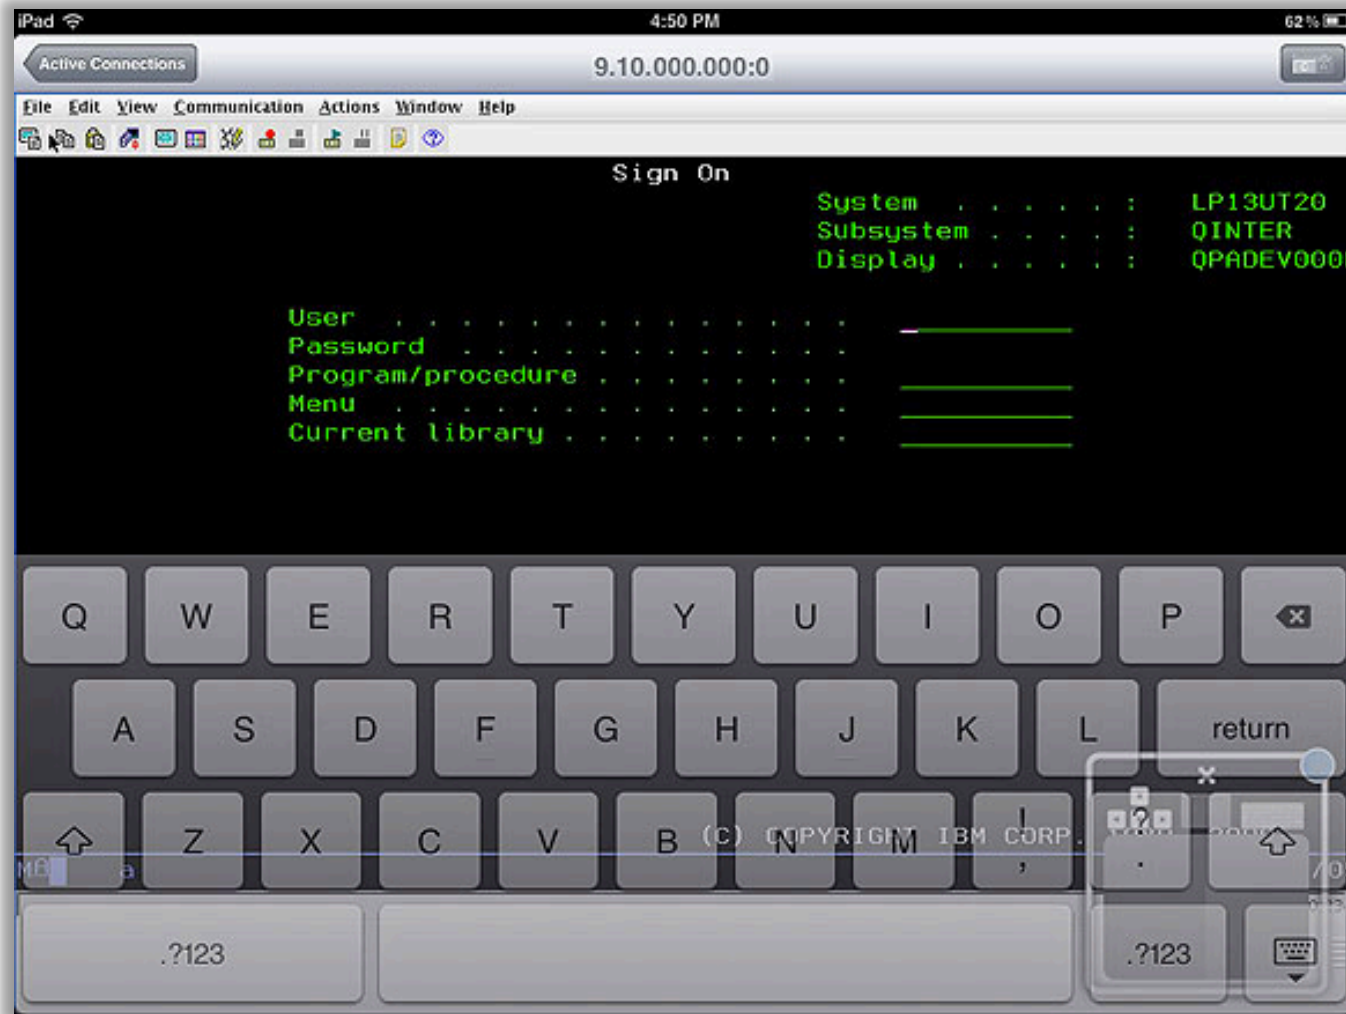 iPad 4:50 PM 62%
Active Connections 9.10.000.000:0
File Edit View Communication Actions Window Help
Sign On
System . . . . . : LP13UT20
Subsystem . . . . : QINTER
Display . . . . . : QPADEV000
User . . . . . . . . . . . . . .
Password . . . . . . . . . . . .
Program/procedure . . . . . . . .
Menu . . . . . . . . . . . . . .
Current library . . . . . . . . .
Q W E R T Y U I O P
A S D F G H J K L return
Z X C V B N M ! , ? .
(C) COPYRIGHT IBM CORP.
a
.?123 .?123